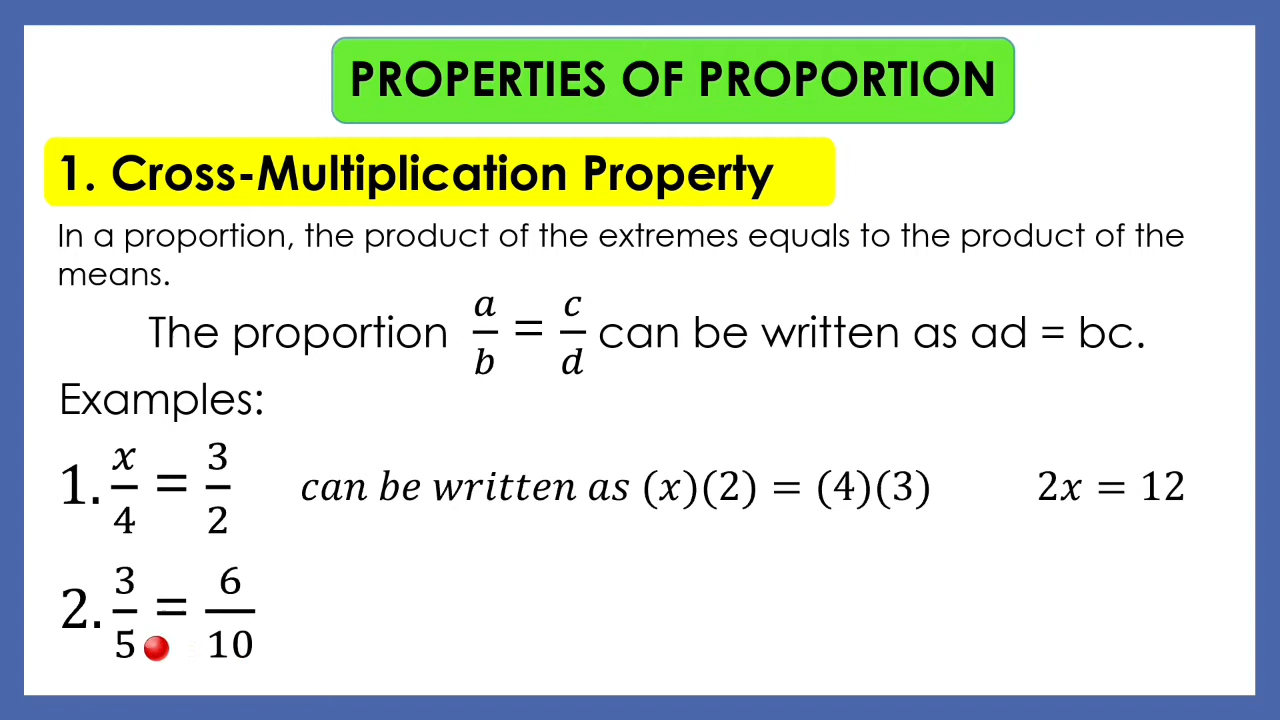 PROPERTIES OF PROPORTION
1. Cross-Multiplication Property
In a proportion, the product of the extremes equals to the product of the
means.
The proportion a/b = c/d can be written as ad = bc.
Examples:
1. x/4 = 3/2 can be written as (x)(2) = (4)(3) 2x = 12
2. 3/5 = 6/10